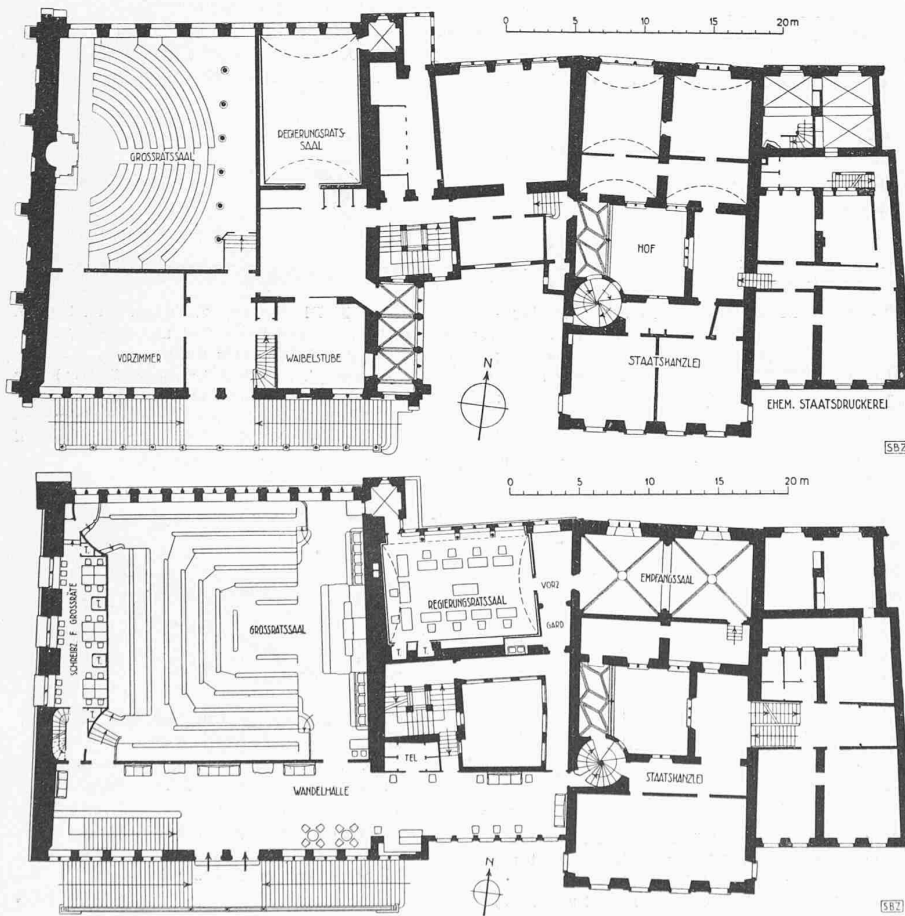 0 5 10 15 20 m
GROSSRATSSAAL
REGIERUNGSRATS-
SAAL
HOF
VORZIMMER
WAIBELSTUBE
STAATSKANZLEI
N
EHEM. STAATSDRUCKEREI
SBZ
0 5 10 15 20 m
SCHREIBZ. F. GROSSRÄTE
T.
T.
T.
T.
T.
GROSSRATSSAAL
REGIERUNGSRATSSAAL
T. T.
VORZ
GARD
EMPFANGSSAAL
TEL
STAATSKANZLEI
WANDELHALLE
N
SBZ